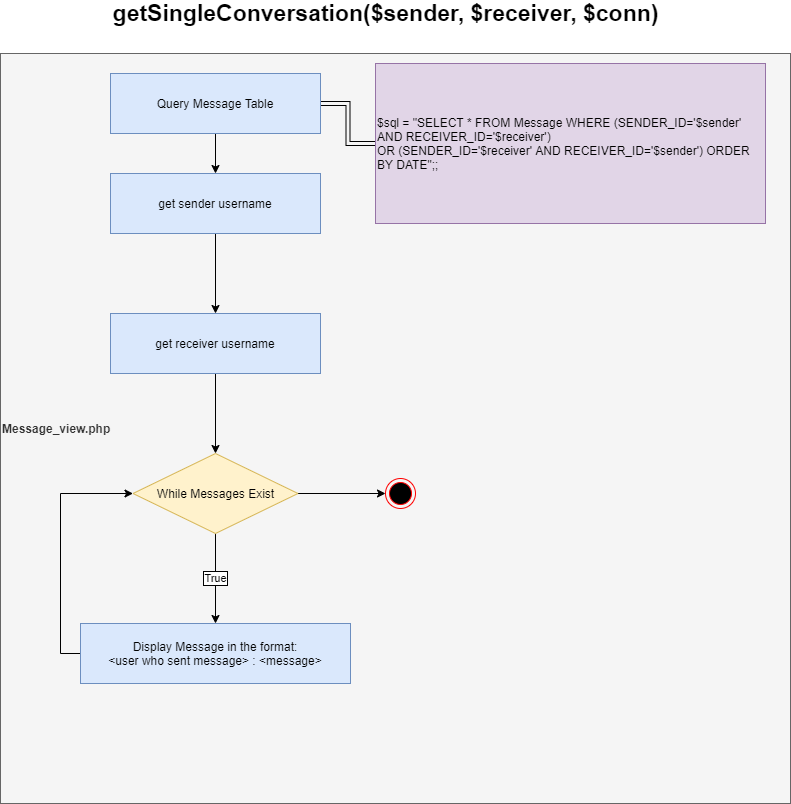 getSingleConversation($sender, $receiver, $conn)
Query Message Table
$sql = "SELECT * FROM Message WHERE (SENDER_ID='$sender'
AND RECEIVER_ID='$receiver')
OR (SENDER_ID='$receiver' AND RECEIVER_ID='$sender') ORDER
BY DATE";;
get sender username
get receiver username
Message_view.php
While Messages Exist
True
Display Message in the format:
<user who sent message> : <message>